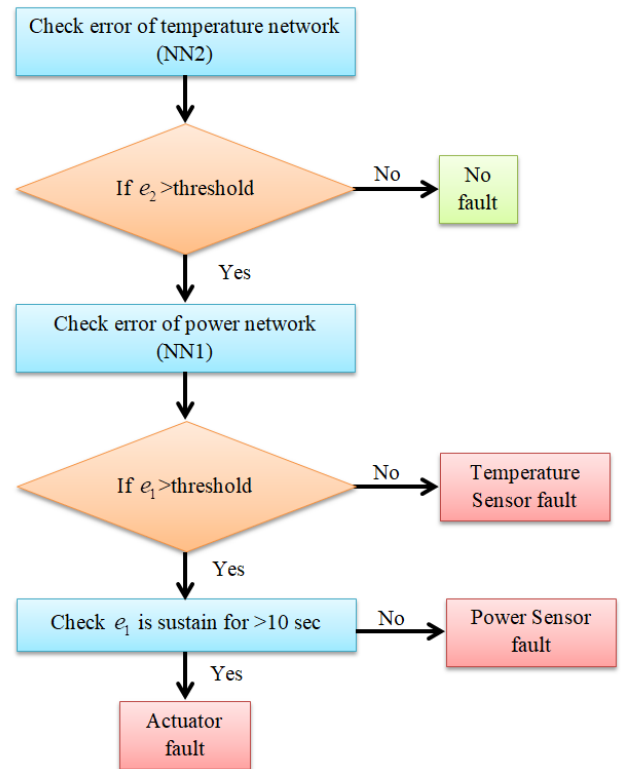 Check error of temperature network
(NN2)
If e₂ >threshold
No
No
fault
Yes
Check error of power network
(NN1)
If e₁ >threshold
No
Temperature
Sensor fault
Yes
Check e₁ is sustain for >10 sec
No
Power Sensor
fault
Yes
Actuator
fault